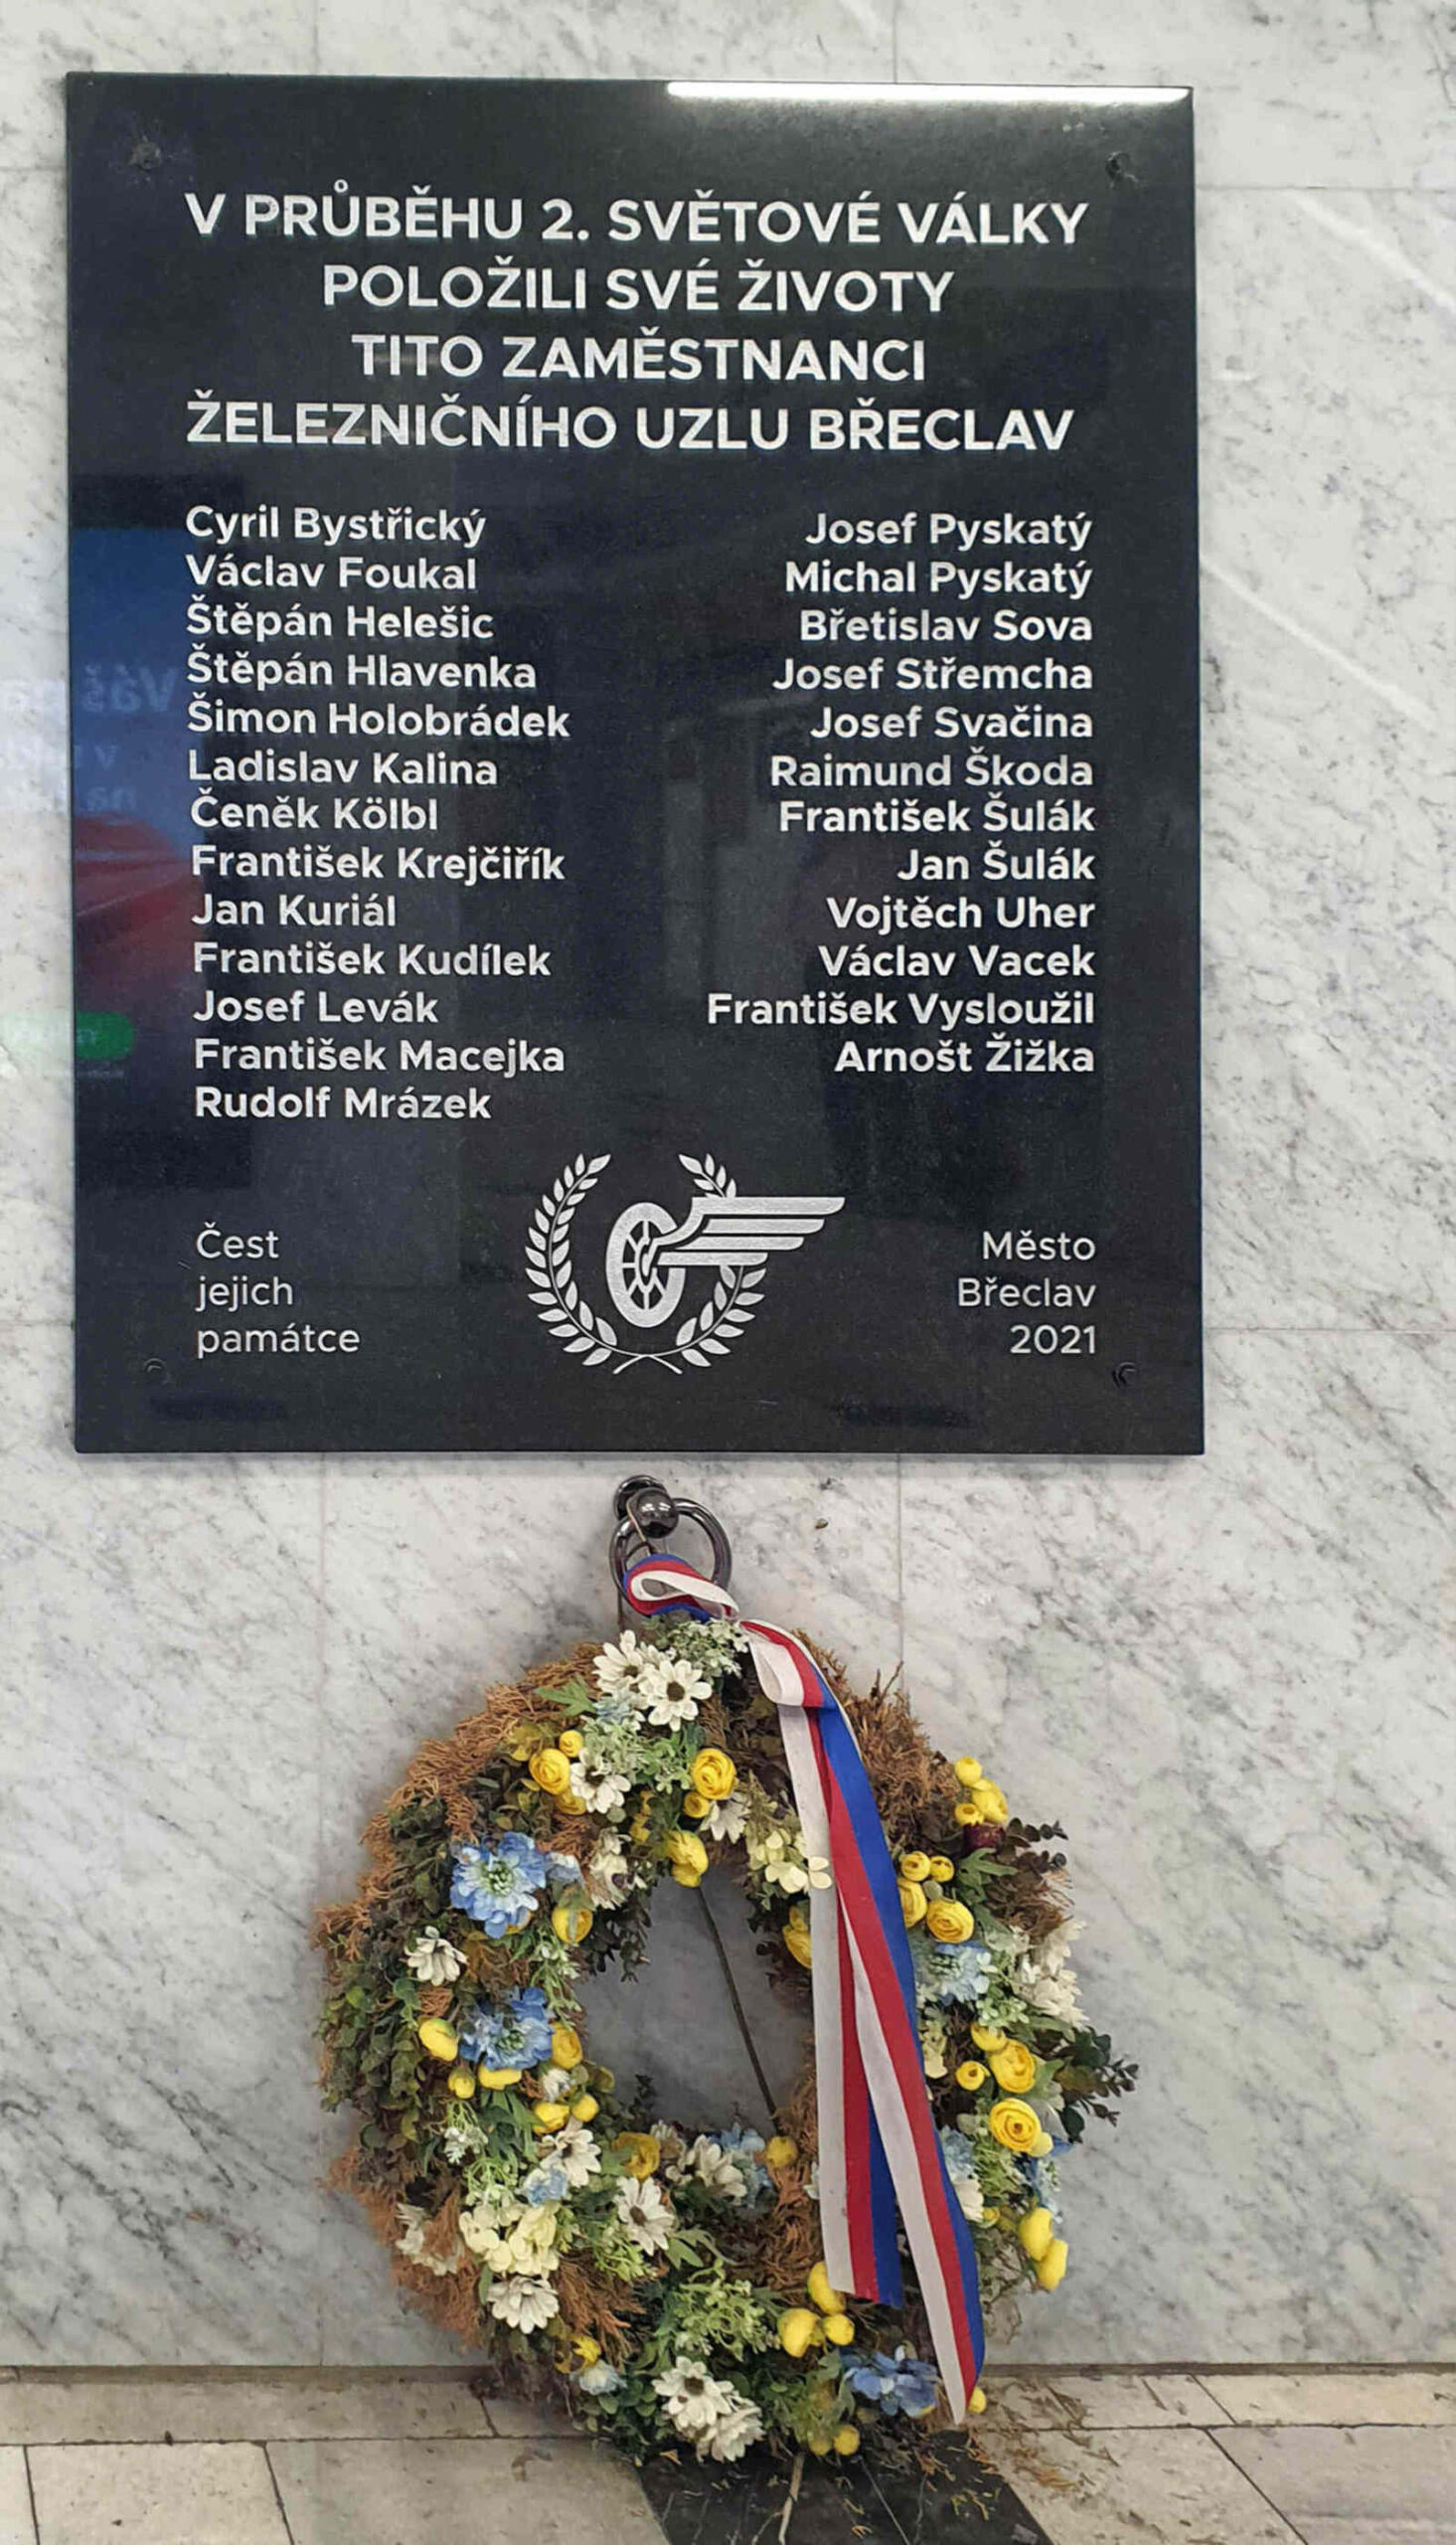 V PRŮBĚHU 2. SVĚTOVÉ VÁLKY
POLOŽILI SVÉ ŽIVOTY
TITO ZAMĚSTNANCI
ŽELEZNIČNÍHO UZLU BŘECLAV
Cyril Bystřický
Václav Foukal
Štěpán Helešic
Štěpán Hlavenka
Šimon Holobrádek
Ladislav Kalina
Čeněk Kölbl
František Krejčiřík
Jan Kuriál
František Kudílek
Josef Levák
František Macejka
Rudolf Mrázek
Josef Pyskatý
Michal Pyskatý
Břetislav Sova
Josef Střemcha
Josef Svačina
Raimund Škoda
František Šulák
Jan Šulák
Vojtěch Uher
Václav Vacek
František Vysloužil
Arnošt Žižka
Čest
jejich
památce
Město
Břeclav
2021